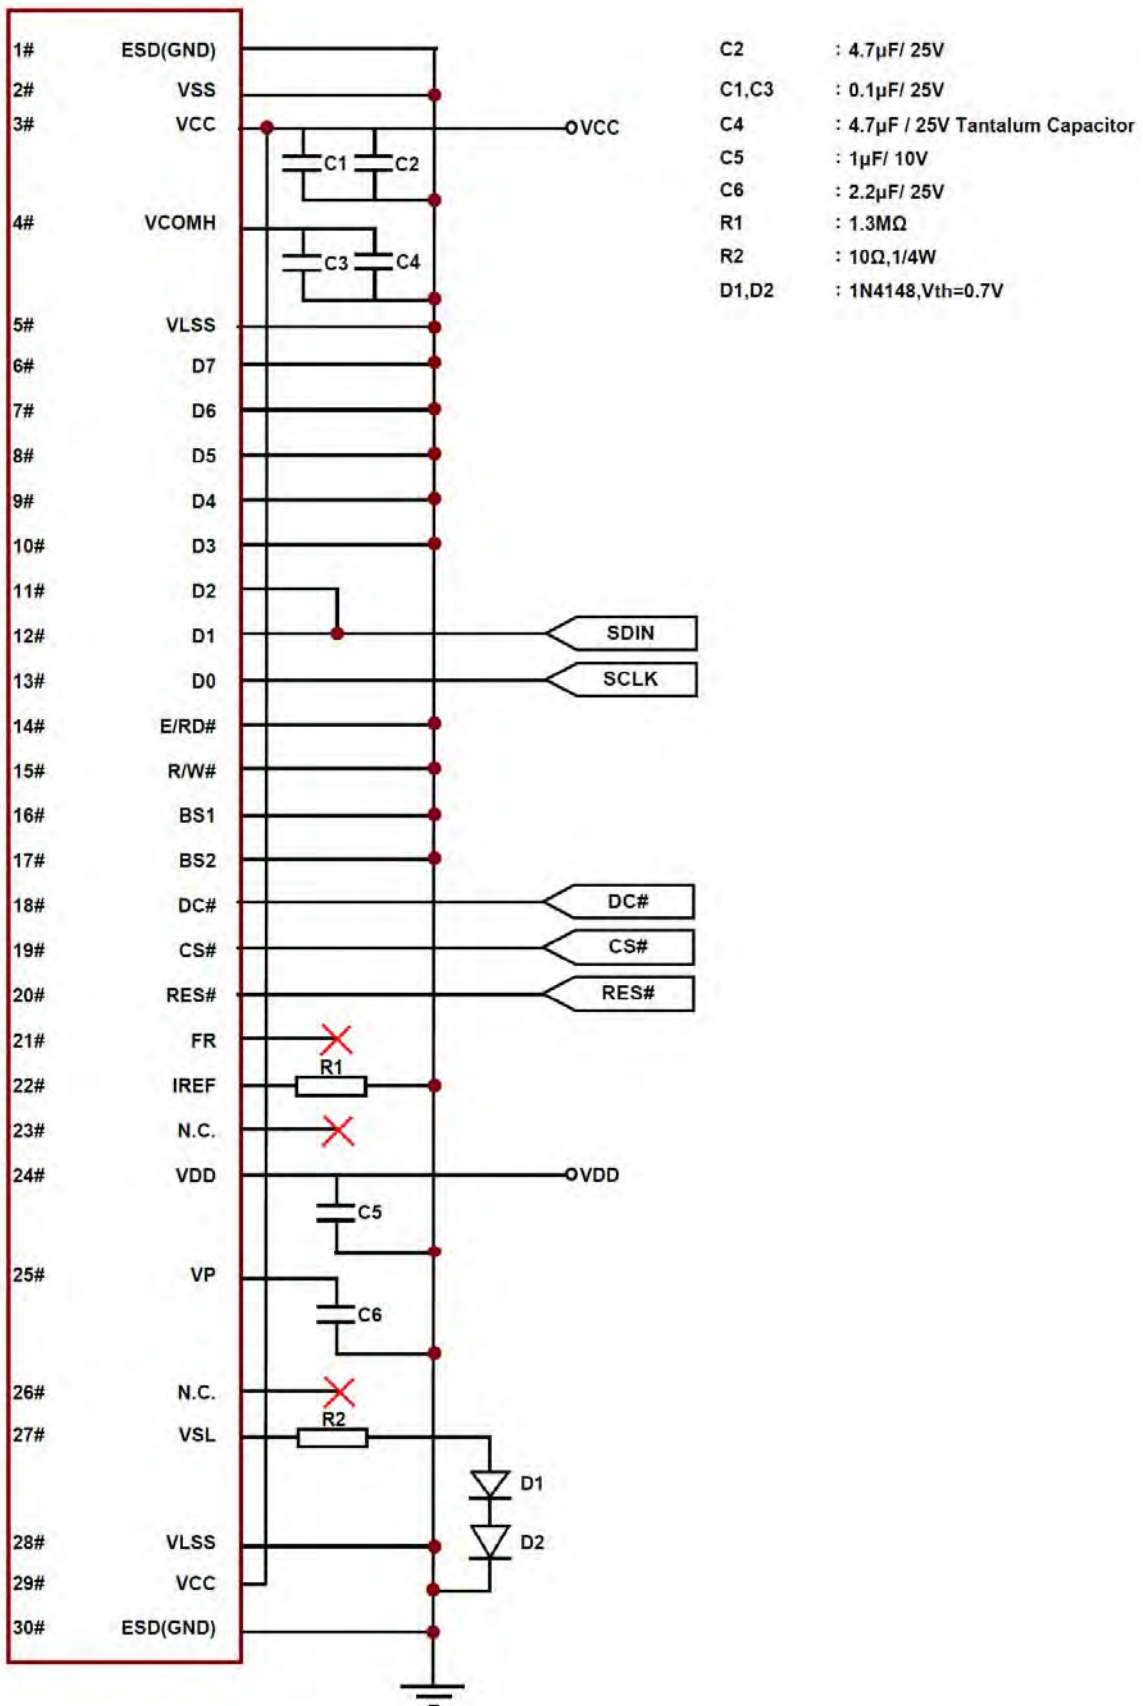 1# ESD(GND)
2# VSS
3# VCC
VCC
C1 C2
4# VCOMH
C3 C4
5# VLSS
6# D7
7# D6
8# D5
9# D4
10# D3
11# D2
12# D1
SDIN
13# D0
SCLK
14# E/RD#
15# R/W#
16# BS1
17# BS2
18# DC#
DC#
19# CS#
CS#
20# RES#
RES#
21# FR
R1
22# IREF
23# N.C.
24# VDD
VDD
C5
25# VP
C6
26# N.C.
R2
27# VSL
D1
28# VLSS
D2
29# VCC
30# ESD(GND)
C2 : 4.7µF/ 25V
C1,C3 : 0.1µF/ 25V
C4 : 4.7µF / 25V Tantalum Capacitor
C5 : 1µF/ 10V
C6 : 2.2µF/ 25V
R1 : 1.3MΩ
R2 : 10Ω,1/4W
D1,D2 : 1N4148,Vth=0.7V